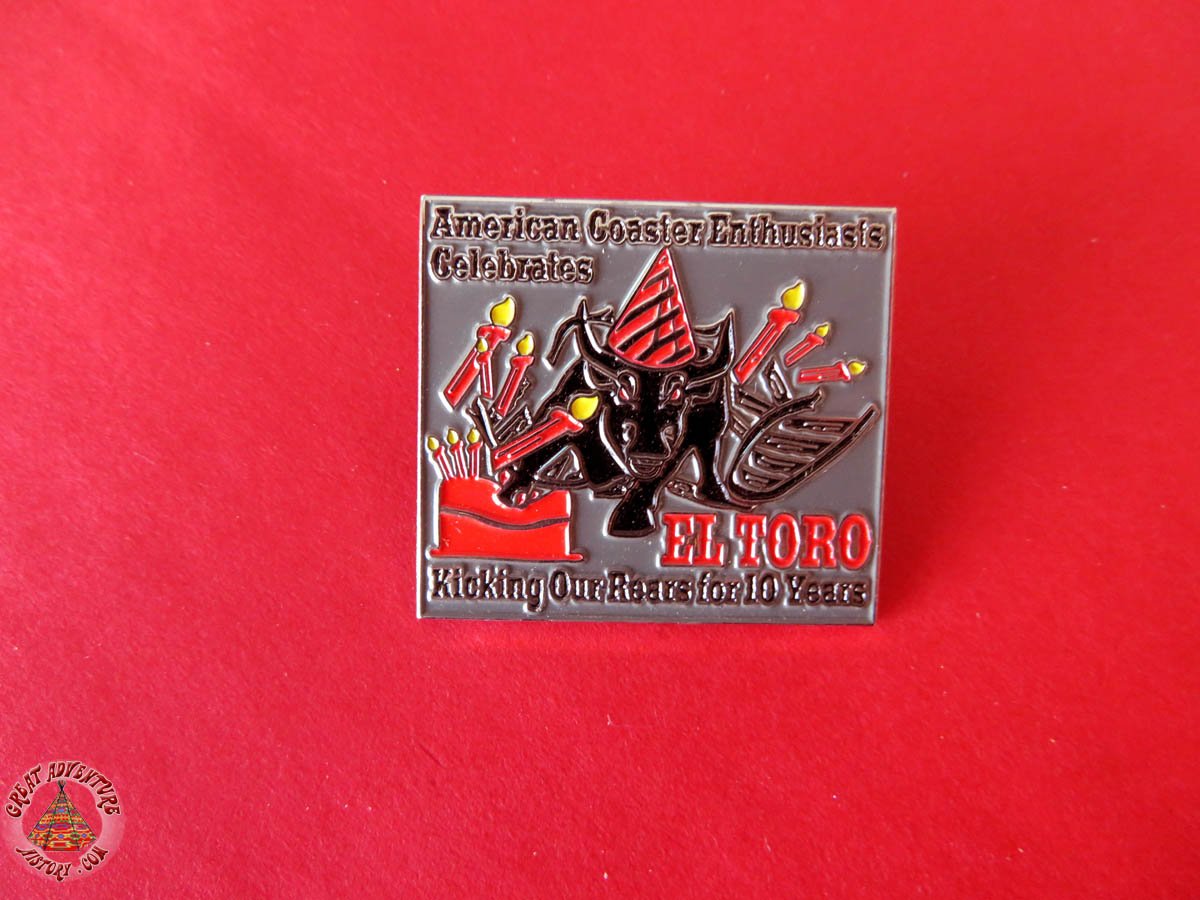 American Coaster Enthusiasts
Celebrates
EL TORO
Kicking Our Rears for 10 Years
GREAT ADVENTURE
HISTORY.COM